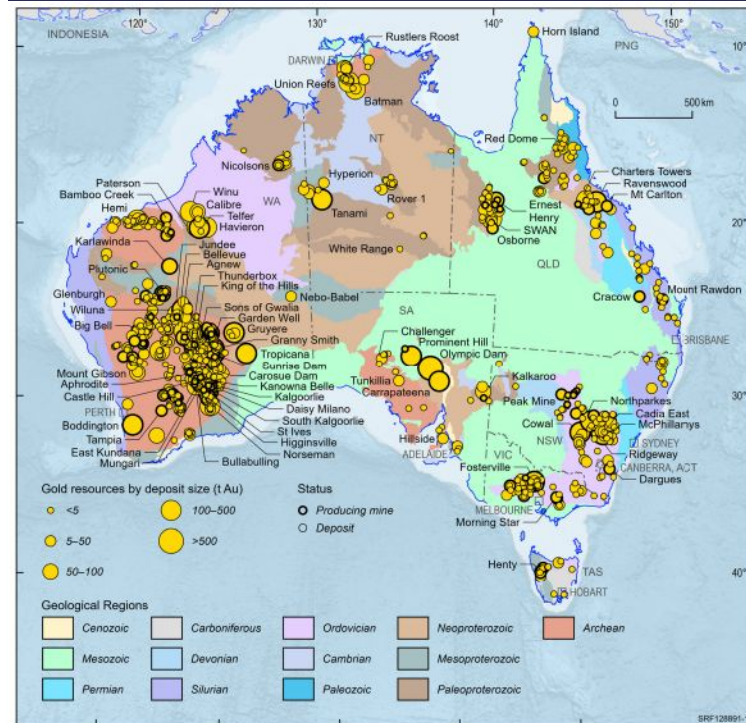 120°
130°
140°
150°
INDONESIA
PNG
Rustlers Roost
Horn Island
10°
DARWIN
Union Reefs
Batman
0 500 km
Red Dome
NT
Nicolsons
Hyperion
Charters Towers
Ravenswood
Mt Carlton
Paterson
Bamboo Creek
Hemi
Winu
Calibre
Telfer
Havieron
WA
Rover 1
Tanami
Ernest
Henry
SWAN
Osborne
20°
Karlawinda
Jundee
Bellevue
Agnew
Thunderbox
King of the Hills
White Range
QLD
Plutonic
Glenburgh
Wiluna
Big Bell
Nebo-Babel
Sons of Gwalia
Garden Well
Gruyere
Granny Smith
SA
Cracow
Mount Rawdon
BRISBANE
Challenger
Prominent Hill
Olympic Dam
Mount Gibson
Aphrodite
Castle Hill
Tropicana
Sunrise Dam
Carosue Dam
Kanowna Belle
Kalgoorlie
Tunkillia
Carrapateena
Kalkaroo
Peak Mine
Northparkes
30°
PERTH
Boddington
Tampia
East Kundana
Mungari
Daisy Milano
South Kalgoorlie
St Ives
Higginsville
Norseman
Bullabulling
Hillside
ADELAIDE
Cowal
NSW
Cadia East
McPhillamys
SYDNEY
Ridgeway
CANBERRA, ACT
Dargues
VIC
Fosterville
MELBOURNE
Morning Star
Gold resources by deposit size (t Au)
<5
5–50
50–100
100–500
>500
Status
Producing mine
Deposit
Henty
TAS
HOBART
40°
Geological Regions
Cenozoic
Carboniferous
Ordovician
Neoproterozoic
Archean
Mesozoic
Devonian
Cambrian
Mesoproterozoic
Permian
Silurian
Paleozoic
Paleoproterozoic
120°
130°
140°
150°